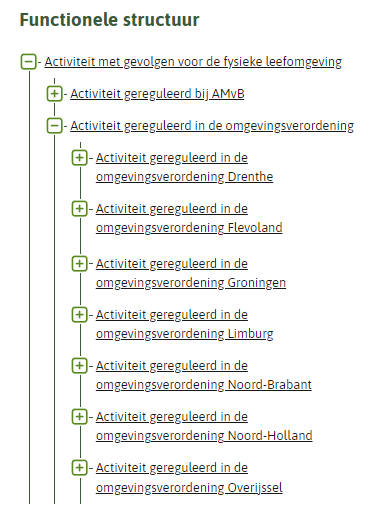 Functionele structuur
Activiteit met gevolgen voor de fysieke leefomgeving
Activiteit gereguleerd bij AMvB
Activiteit gereguleerd in de omgevingsverordening
Activiteit gereguleerd in de
omgevingsverordening Drenthe
Activiteit gereguleerd in de
omgevingsverordening Flevoland
Activiteit gereguleerd in de
omgevingsverordening Groningen
Activiteit gereguleerd in de
omgevingsverordening Limburg
Activiteit gereguleerd in de
omgevingsverordening Noord-Brabant
Activiteit gereguleerd in de
omgevingsverordening Noord-Holland
Activiteit gereguleerd in de
omgevingsverordening Overijssel